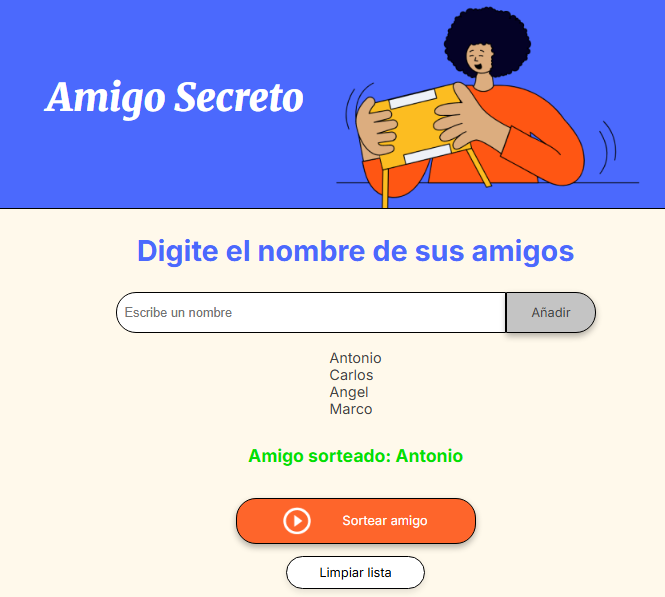 Amigo Secreto
Digite el nombre de sus amigos
Escribe un nombre
Añadir
Antonio
Carlos
Angel
Marco
Amigo sorteado: Antonio
Sortear amigo
Limpiar lista